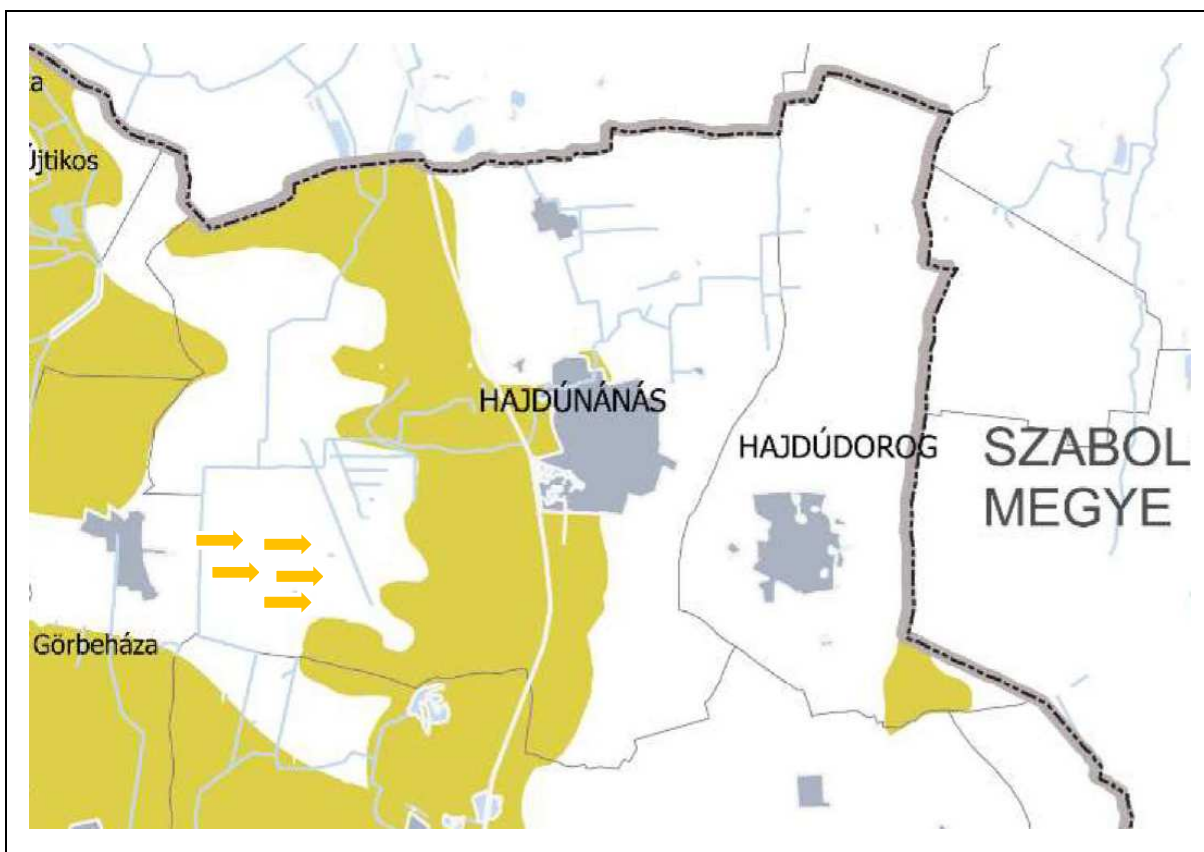 a
Újtikos
HAJDÚNÁNÁS
HAJDÚDOROG
SZABOL
MEGYE
Görbeháza